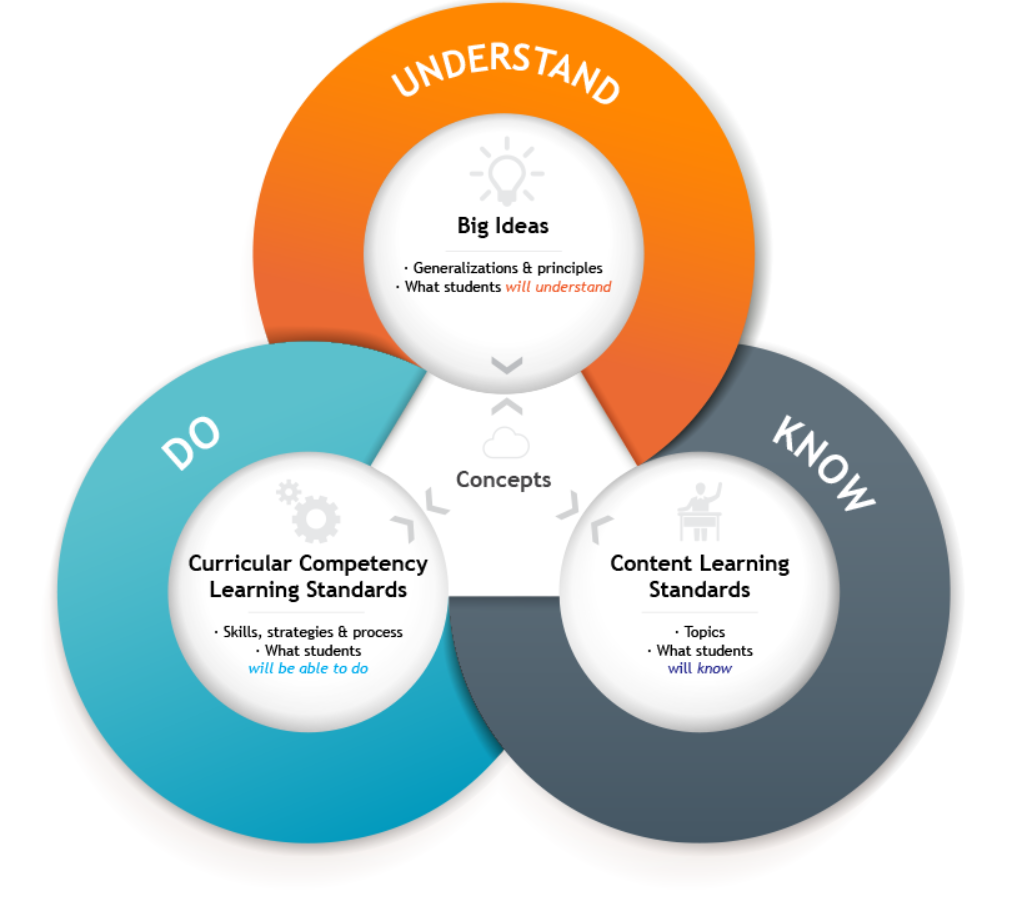 UNDERSTAND
Big Ideas
· Generalizations & principles
· What students will understand
DO
KNOW
Concepts
Curricular Competency
Learning Standards
· Skills, strategies & process
· What students
will be able to do
Content Learning
Standards
· Topics
· What students
will know